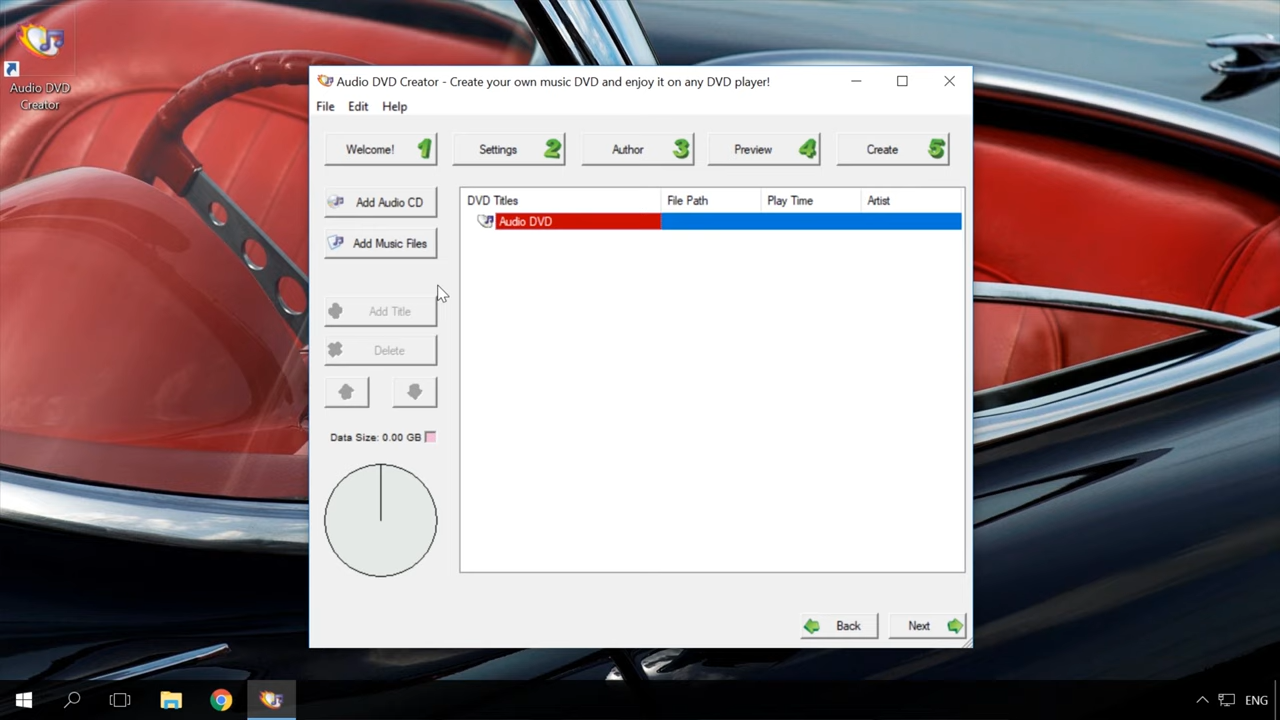 Audio DVD
Creator
Audio DVD Creator - Create your own music DVD and enjoy it on any DVD player!
File Edit Help
Welcome! 1 Settings 2 Author 3 Preview 4 Create 5
Add Audio CD
Add Music Files
Add Title
Delete
Data Size: 0.00 GB
DVD Titles File Path Play Time Artist
Audio DVD
Back Next
ENG